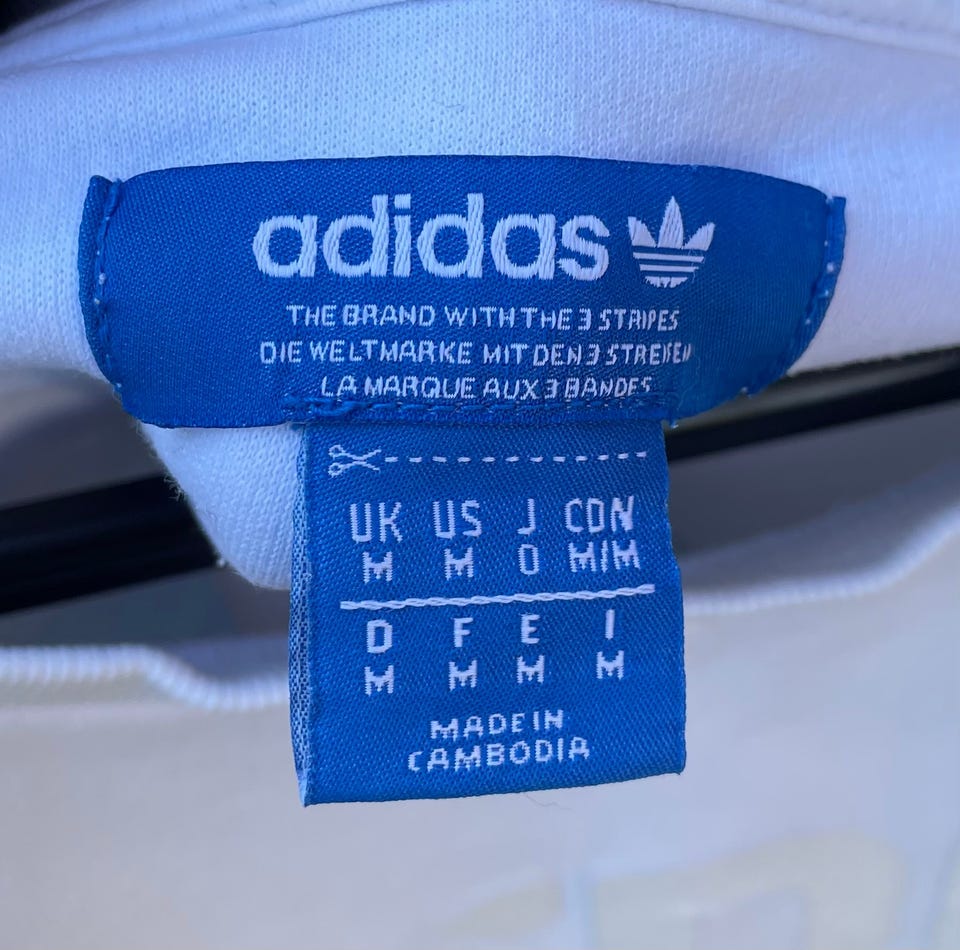 adidas
THE BRAND WITH THE 3 STRIPES
DIE WELTMARKE MIT DEN 3 STREIFEN
LA MARQUE AUX 3 BANDES
UK US J CDN
M M O M/M
D F E I
M M M M
MADE IN
CAMBODIA